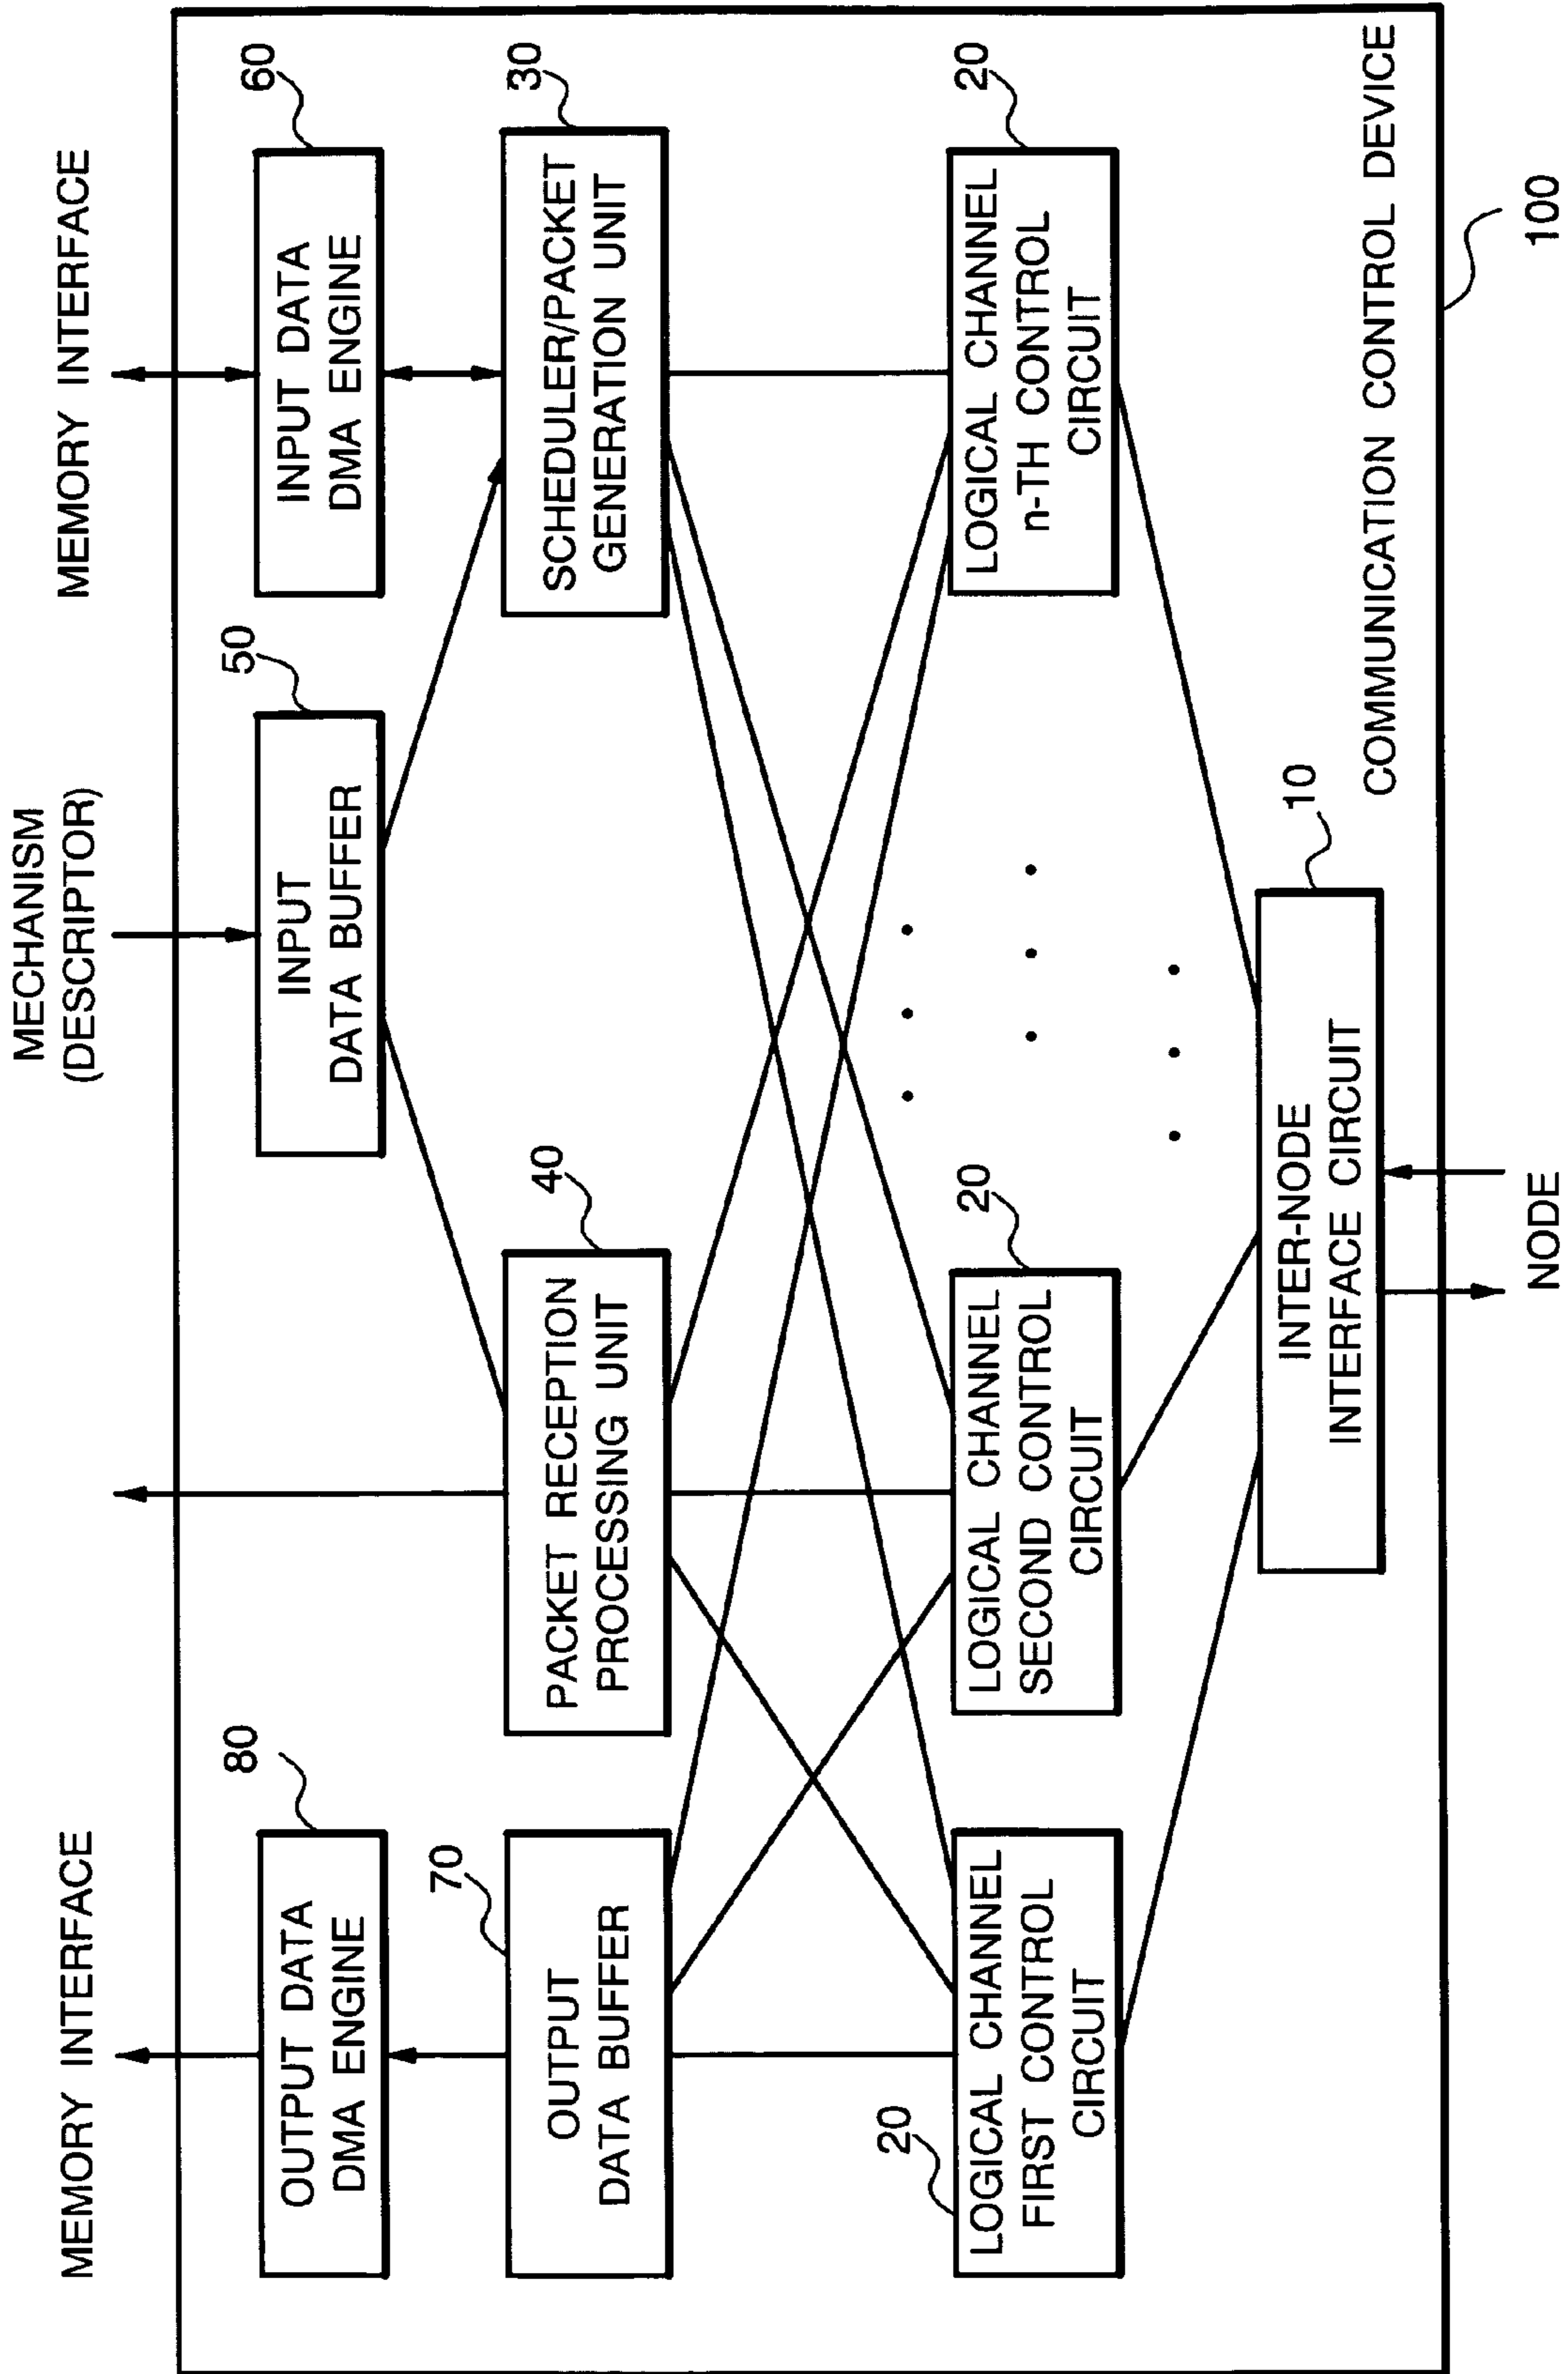 MECHANISM
(DESCRIPTOR)
MEMORY INTERFACE
MEMORY INTERFACE
80
50
60
OUTPUT DATA
DMA ENGINE
INPUT
DATA BUFFER
INPUT DATA
DMA ENGINE
70
40
30
OUTPUT
DATA BUFFER
PACKET RECEPTION
PROCESSING UNIT
SCHEDULER/PACKET
GENERATION UNIT
20
20
20
LOGICAL CHANNEL
FIRST CONTROL
CIRCUIT
LOGICAL CHANNEL
SECOND CONTROL
CIRCUIT
LOGICAL CHANNEL
n-TH CONTROL
CIRCUIT
10
INTER-NODE
INTERFACE CIRCUIT
COMMUNICATION CONTROL DEVICE
NODE
100